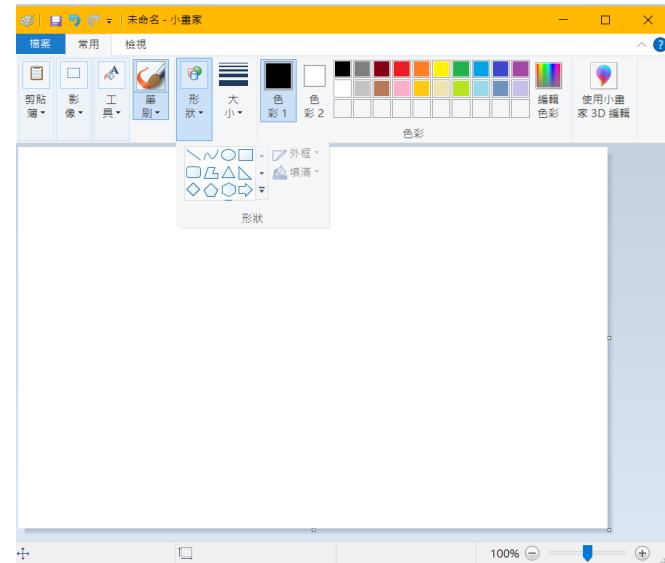 未命名 - 小畫家
檔案 常用 檢視
剪貼簿 影像 工具 筆刷 形狀 大小 色彩 1 色彩 2 編輯色彩 使用小畫家 3D 編輯
色彩
外框
填滿
形狀
100%